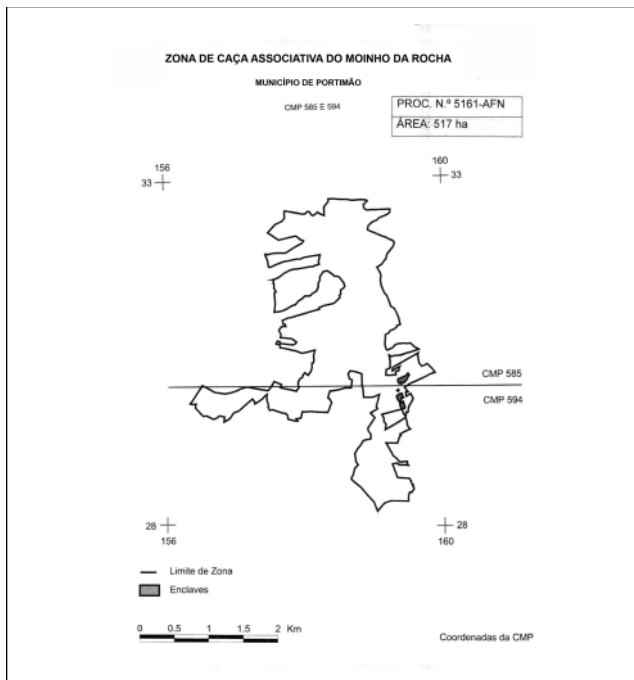 ZONA DE CAÇA ASSOCIATIVA DO MOINHO DA ROCHA
MUNICÍPIO DE PORTIMÃO
CMP 585 E 594
PROC. N.º 5161-AFN
ÁREA: 517 ha
156
160
33
33
CMP 585
CMP 594
28
28
156
160
Limite de Zona
Enclaves
0 0.5 1 1.5 2 Km
Coordenadas da CMP